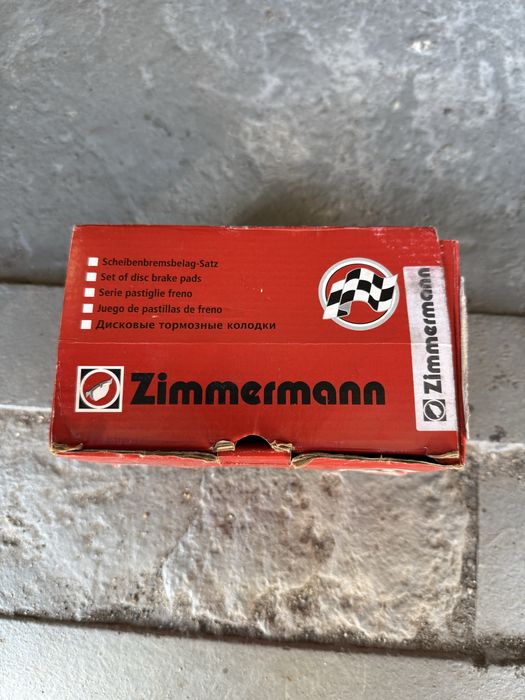 Scheibenbremsbelag-Satz
Set of disc brake pads
Serie pastiglie freno
Juego de pastillas de freno
Дисковые тормозные колодки
Zimmermann
Zimmermann